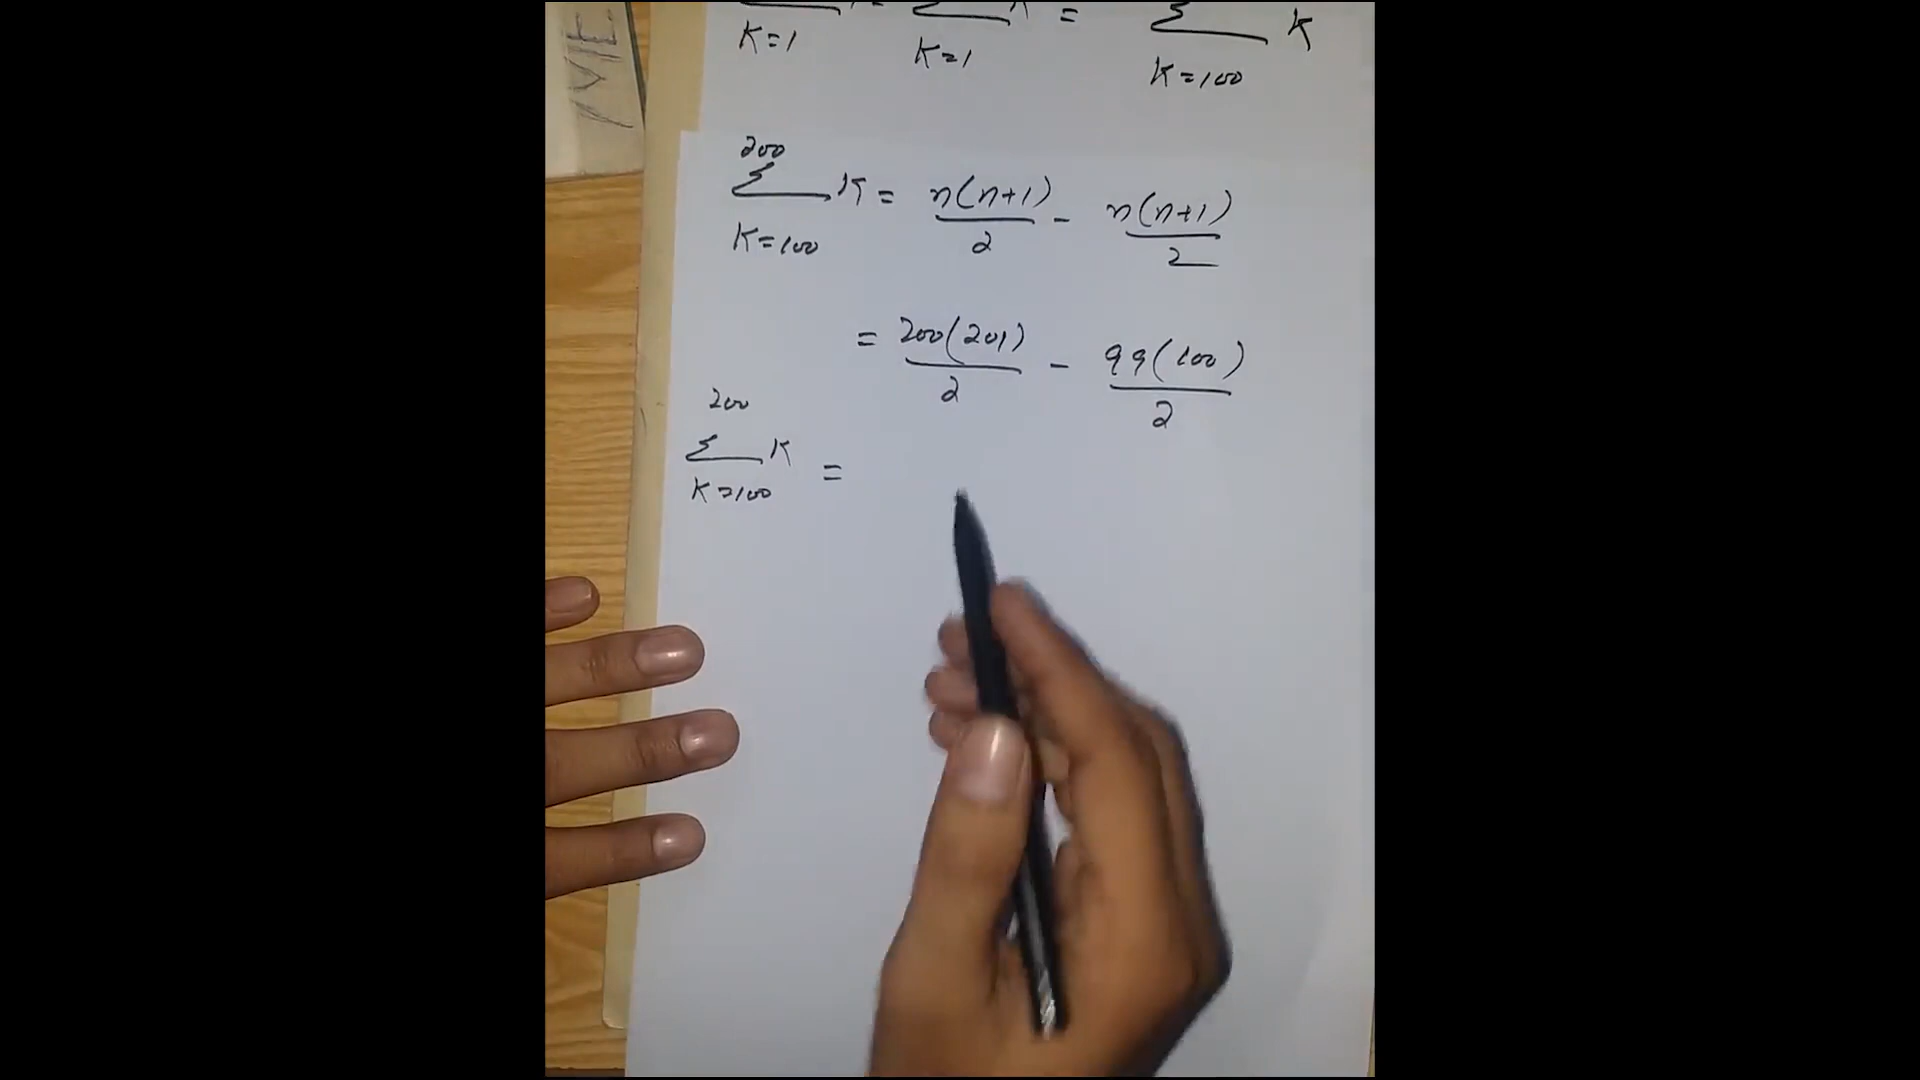 Σ K = Σ K
K=1 K=1 K=100
200
Σ K = n(n+1)/2 - n(n+1)/2
K=100
= 200(201)/2 - 99(100)/2
200
Σ K =
K=100